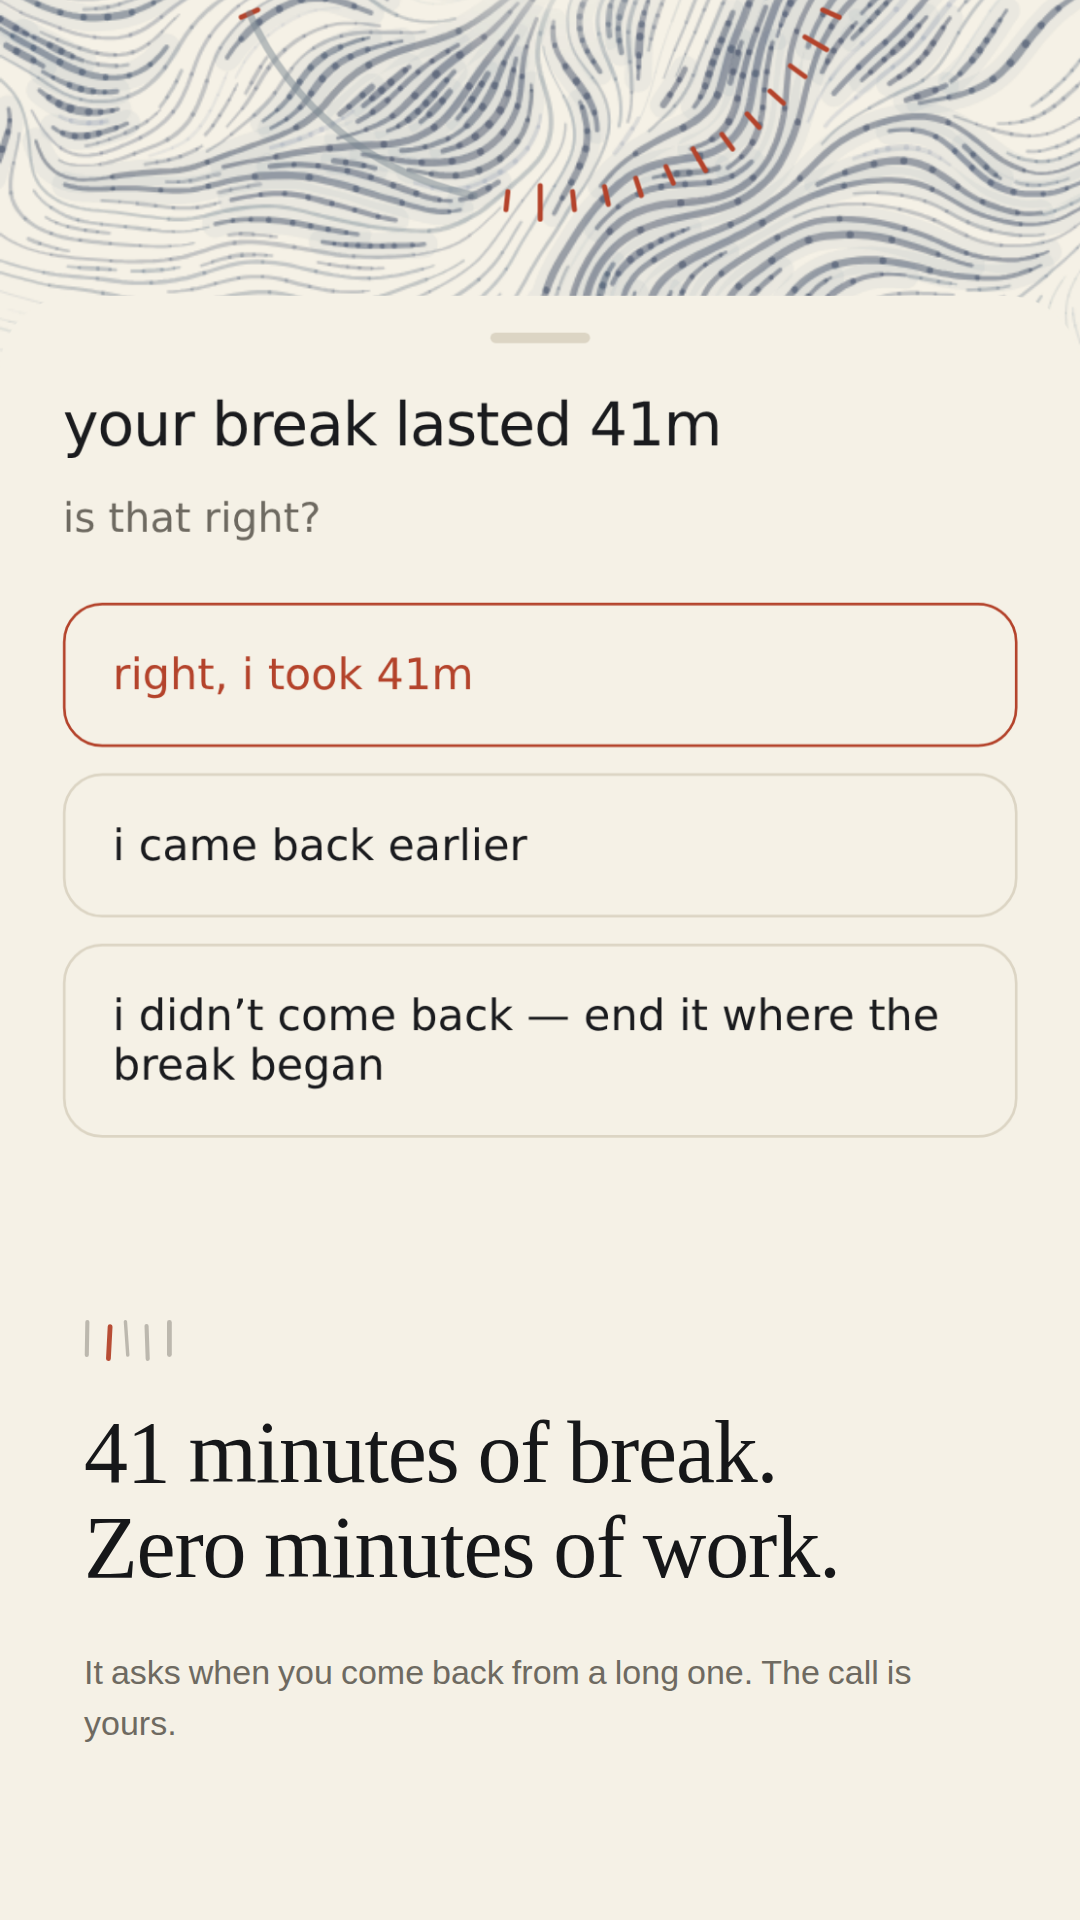 your break lasted 41m
is that right?
right, i took 41m
i came back earlier
i didn’t come back — end it where the
break began
41 minutes of break.
Zero minutes of work.
It asks when you come back from a long one. The call is
yours.